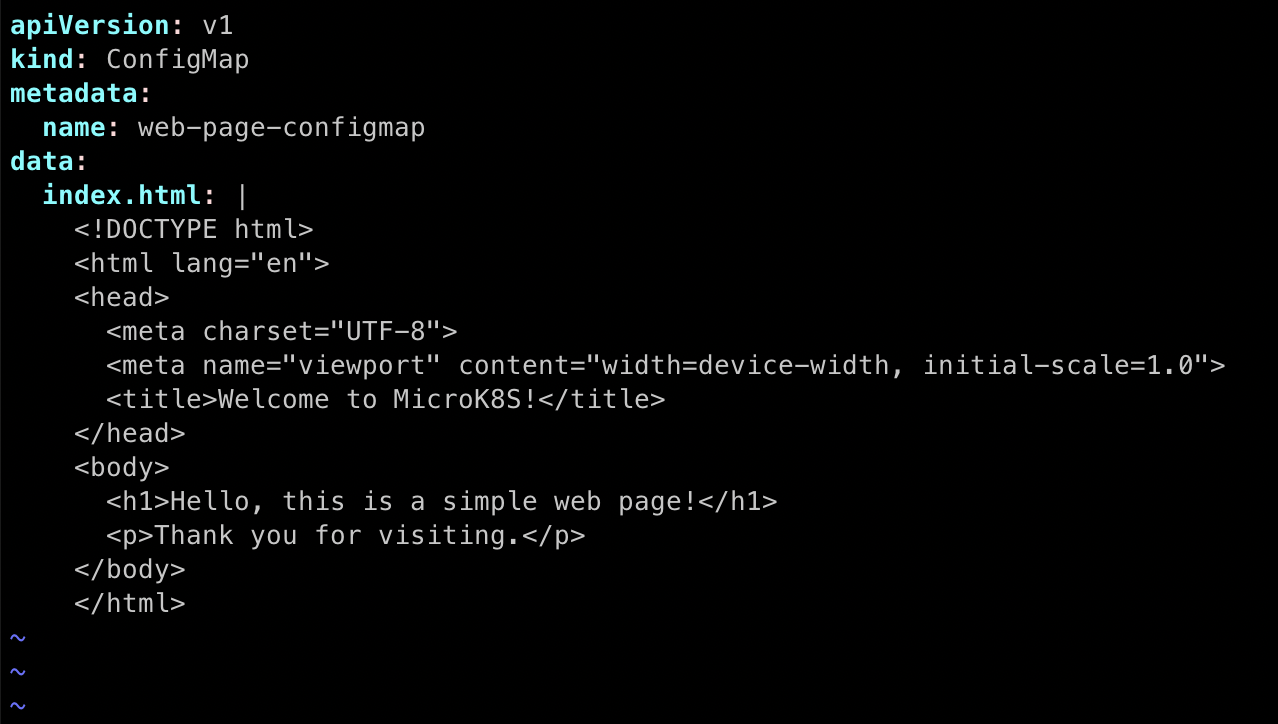 apiVersion: v1
kind: ConfigMap
metadata:
  name: web-page-configmap
data:
  index.html: |
    <!DOCTYPE html>
    <html lang="en">
    <head>
      <meta charset="UTF-8">
      <meta name="viewport" content="width=device-width, initial-scale=1.0">
      <title>Welcome to MicroK8S!</title>
    </head>
    <body>
      <h1>Hello, this is a simple web page!</h1>
      <p>Thank you for visiting.</p>
    </body>
    </html>
~
~
~